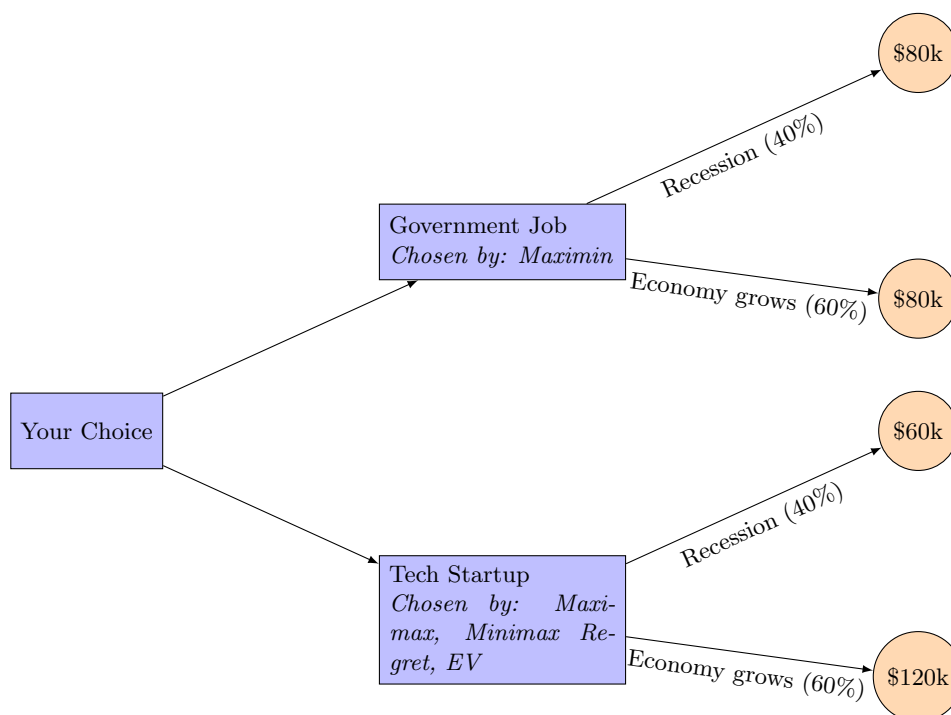 $80k
Recession (40%)
Government Job
Chosen by: Maximin
Economy grows (60%)
$80k
Your Choice
$60k
Recession (40%)
Tech Startup
Chosen by: Maxi-
max, Minimax Re-
gret, EV
Economy grows (60%)
$120k